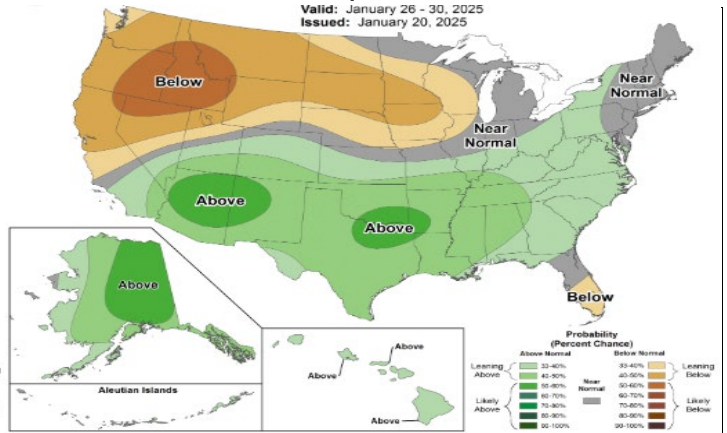 Valid: January 26 - 30, 2025
Issued: January 20, 2025
Below
Near
Normal
Near
Normal
Above
Above
Below
Above
Aleutian Islands
Above
Above
Above
Probability
(Percent Chance)
Above Normal
Below Normal
Leaning
Above
33-40%
40-50%
Likely
Above
50-60%
60-70%
70-80%
80-90%
90-100%
Near
Normal
33-40%
40-50%
Leaning
Below
50-60%
60-70%
70-80%
80-90%
90-100%
Likely
Below